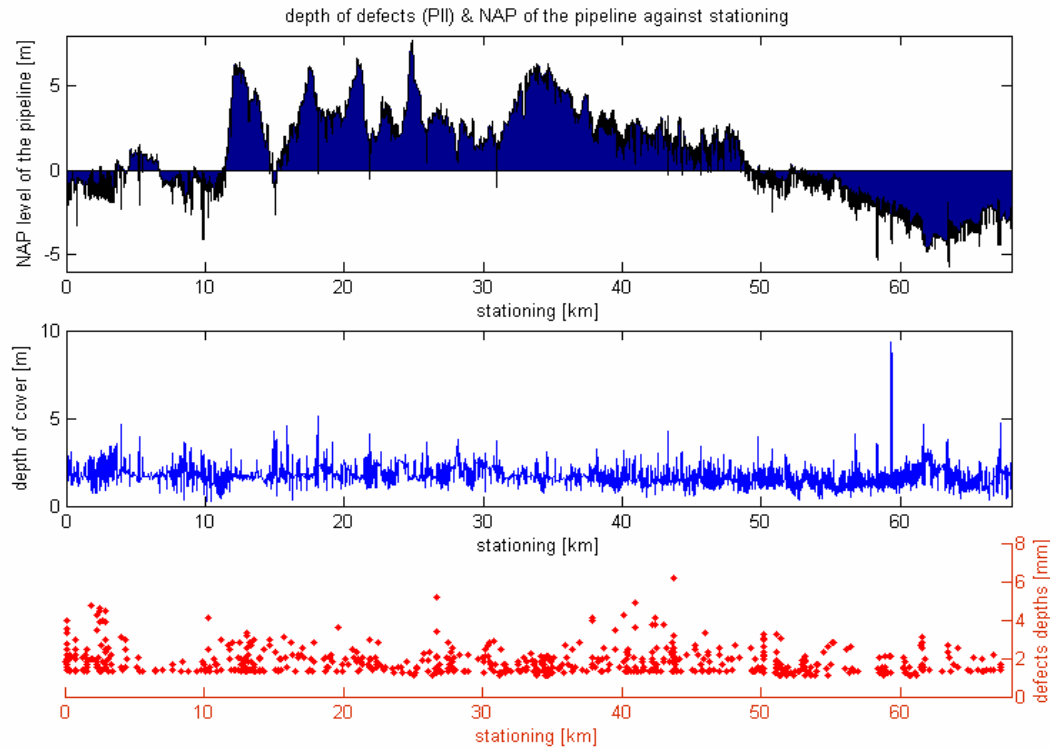 depth of defects (PII) & NAP of the pipeline against stationing
NAP level of the pipeline [m]
5
0
-5
0 10 20 30 40 50 60
stationing [km]
depth of cover [m]
10
5
0
0 10 20 30 40 50 60
stationing [km]
8
6
4
2
0
defects depths [mm]
0 10 20 30 40 50 60
stationing [km]